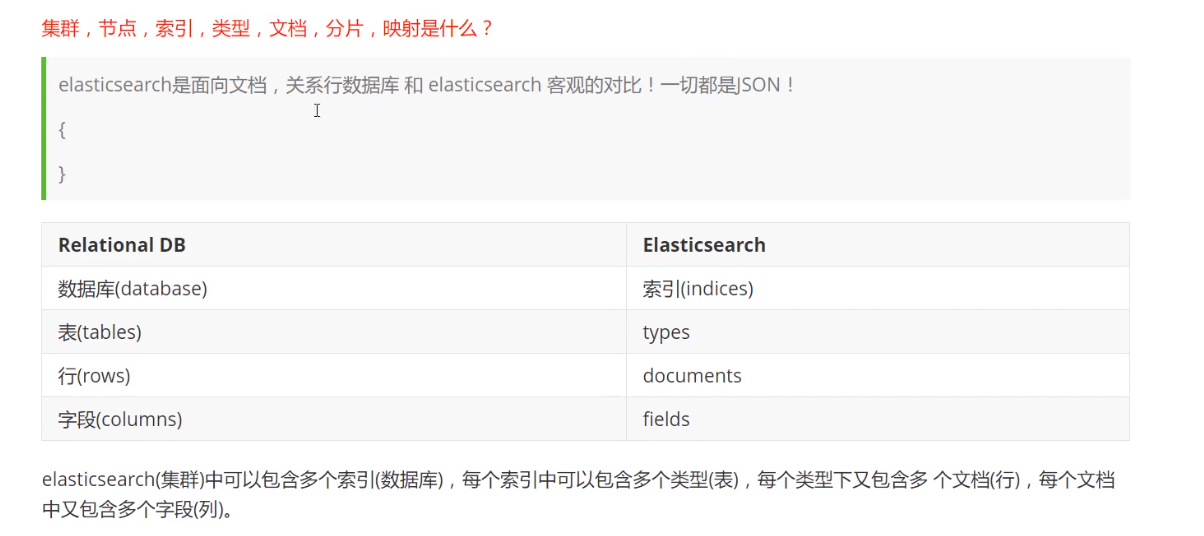 集群，节点，索引，类型，文档，分片，映射是什么？
elasticsearch是面向文档，关系行数据库 和 elasticsearch 客观的对比！一切都是JSON！
{
}
Relational DB Elasticsearch
数据库(database) 索引(indices)
表(tables) types
行(rows) documents
字段(columns) fields
elasticsearch(集群)中可以包含多个索引(数据库)，每个索引中可以包含多个类型(表)，每个类型下又包含多 个文档(行)，每个文档
中又包含多个字段(列)。